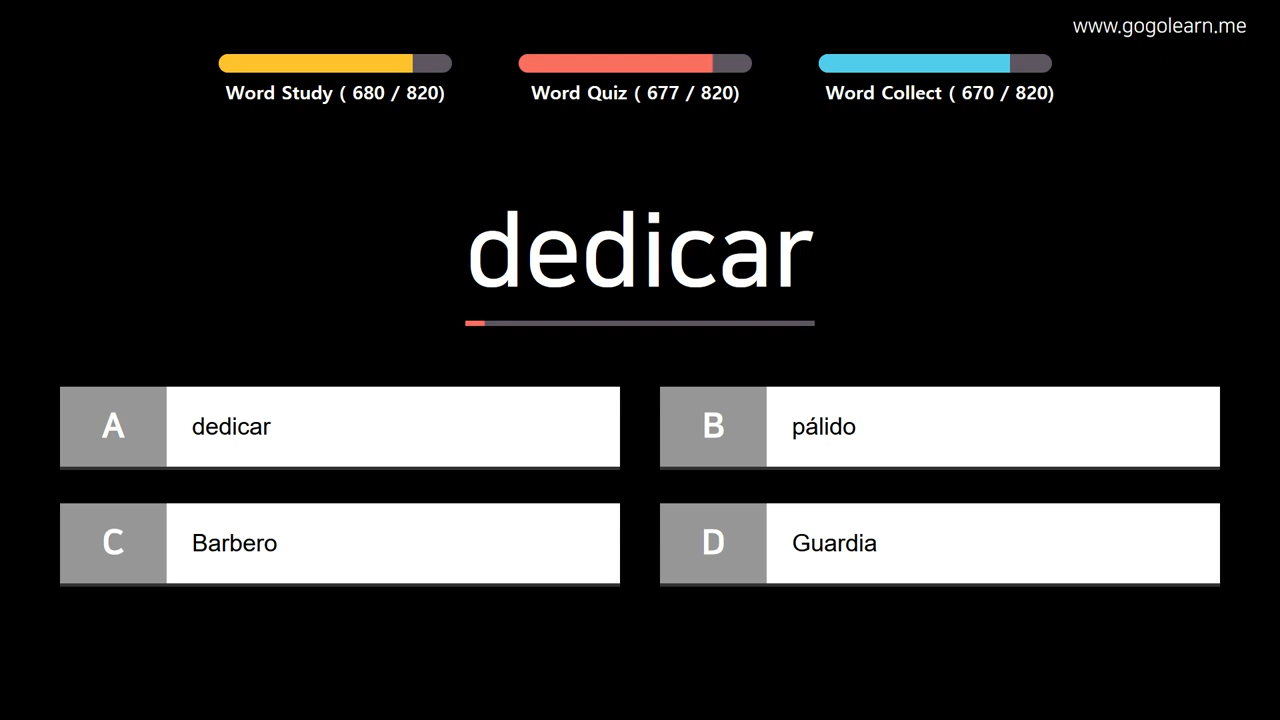 www.gogolearn.me
Word Study ( 680 / 820)
Word Quiz ( 677 / 820)
Word Collect ( 670 / 820)
dedicar
A
dedicar
B
pálido
C
Barbero
D
Guardia